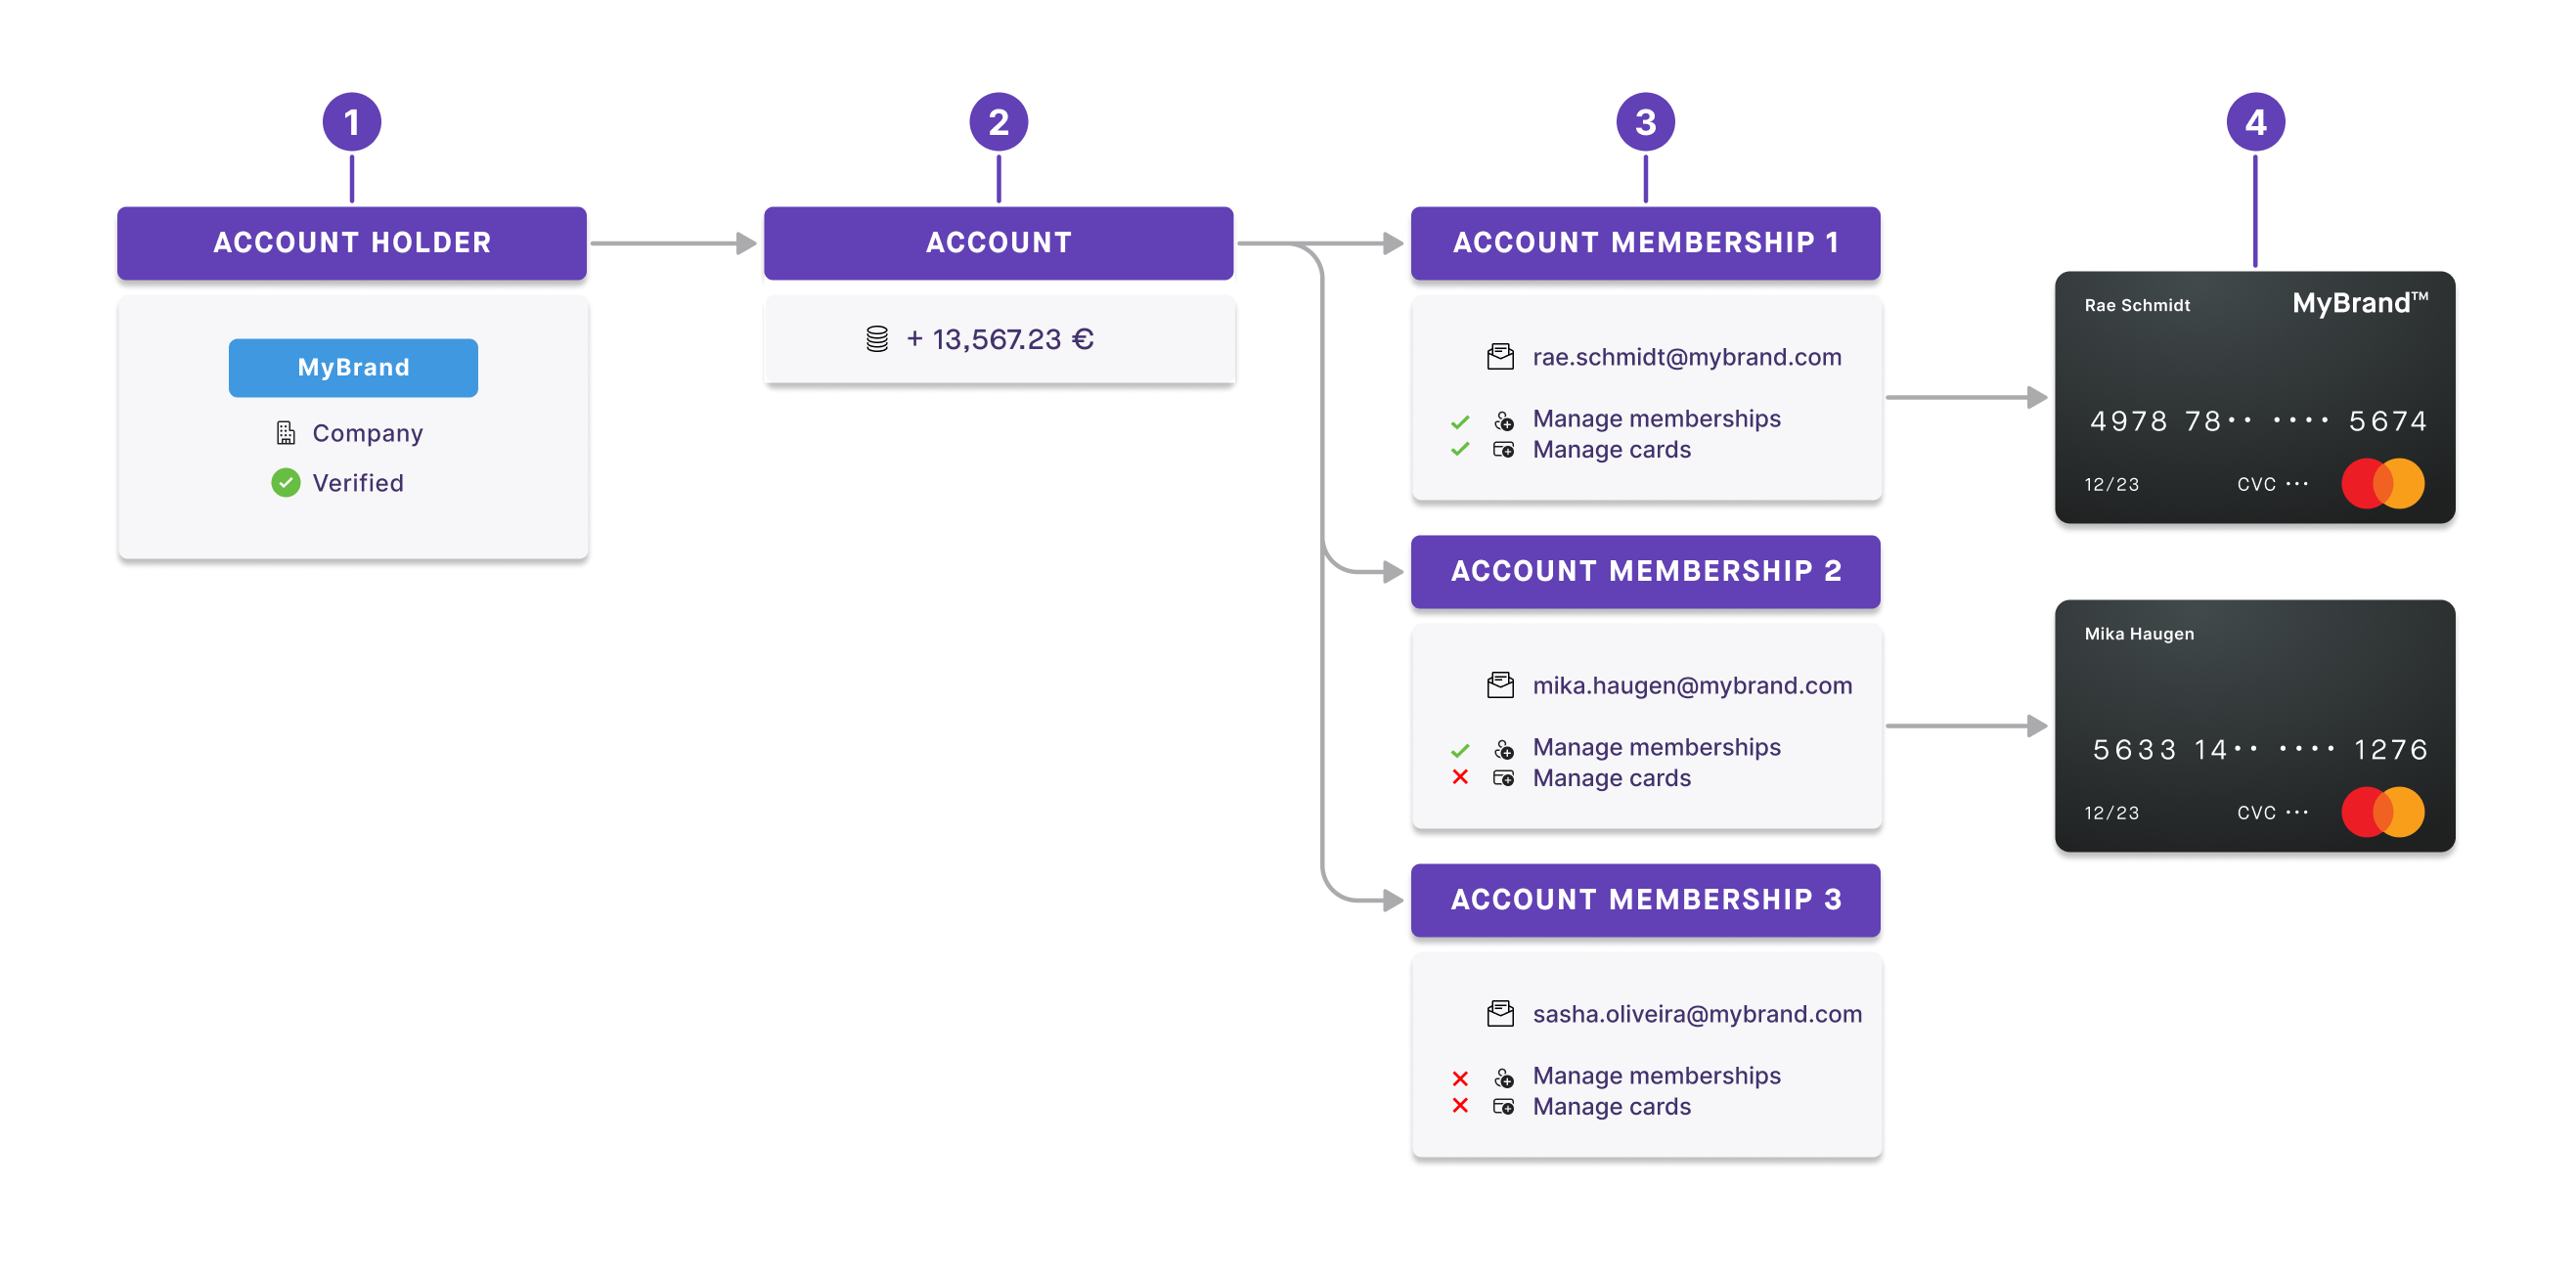 1
2
3
4
ACCOUNT HOLDER
MyBrand
Company
Verified
ACCOUNT
+ 13,567.23 €
ACCOUNT MEMBERSHIP 1
rae.schmidt@mybrand.com
Manage memberships
Manage cards
ACCOUNT MEMBERSHIP 2
mika.haugen@mybrand.com
Manage memberships
Manage cards
ACCOUNT MEMBERSHIP 3
sasha.oliveira@mybrand.com
Manage memberships
Manage cards
Rae Schmidt MyBrand™
4978 78•• •••• 5674
12/23 CVC •••
Mika Haugen
5633 14•• •••• 1276
12/23 CVC •••